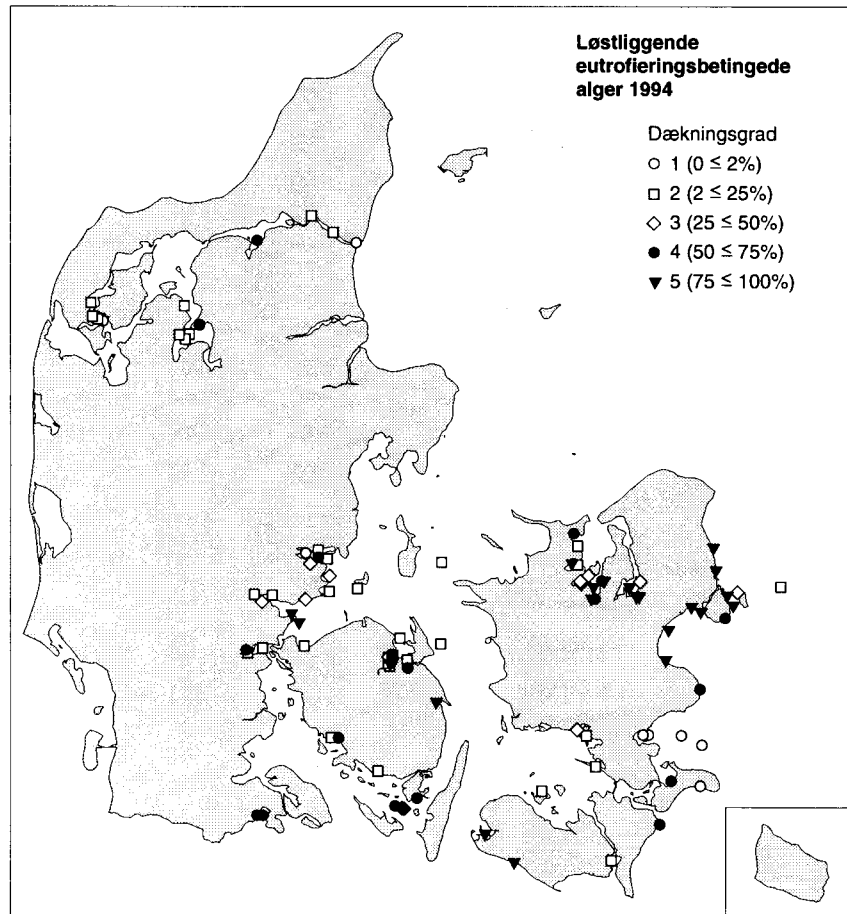 Løstliggende
eutrofieringsbetingede
alger 1994
Dækningsgrad
1 (0 ≤ 2%)
2 (2 ≤ 25%)
3 (25 ≤ 50%)
4 (50 ≤ 75%)
5 (75 ≤ 100%)